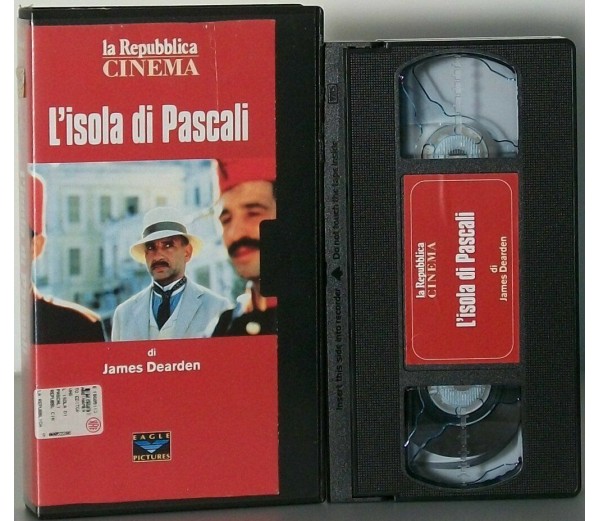 la Repubblica
CINEMA
L'isola di Pascali
di
James Dearden
EAGLE
PICTURES
Insert this side into recorder
Do not touch the tape inside
la Repubblica
CINEMA
L'isola di Pascali
di
James Dearden